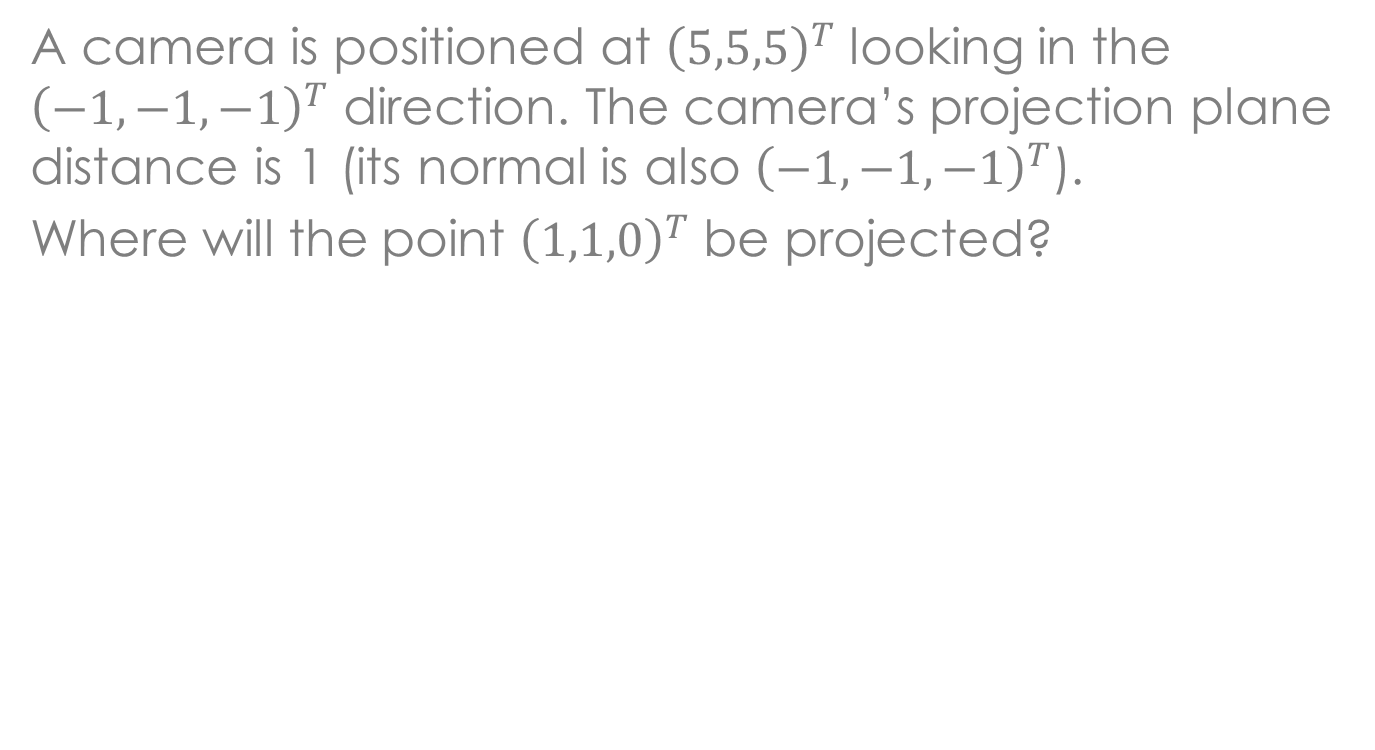 A camera is positioned at (5,5,5)ᵀ looking in the
(−1,−1,−1)ᵀ direction. The camera’s projection plane
distance is 1 (its normal is also (−1,−1,−1)ᵀ).
Where will the point (1,1,0)ᵀ be projected?